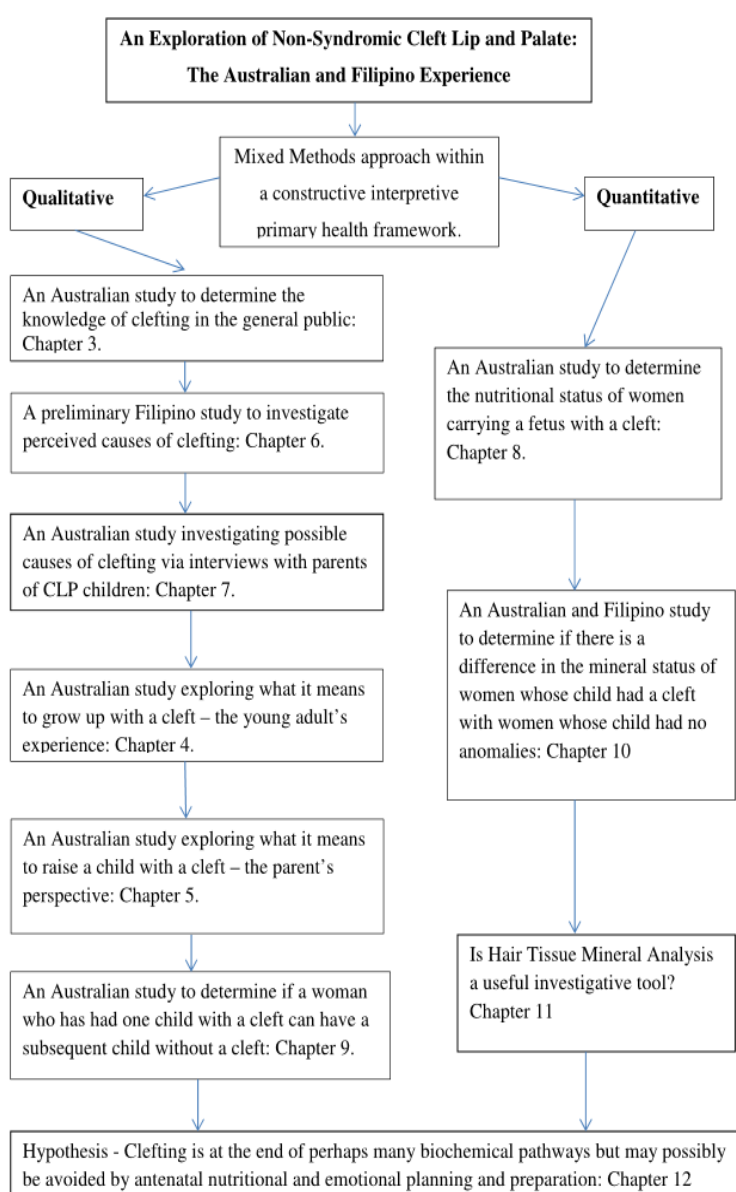 An Exploration of Non-Syndromic Cleft Lip and Palate:
The Australian and Filipino Experience
Mixed Methods approach within
a constructive interpretive
primary health framework.
Qualitative
Quantitative
An Australian study to determine the
knowledge of clefting in the general public:
Chapter 3.
A preliminary Filipino study to investigate
perceived causes of clefting: Chapter 6.
An Australian study investigating possible
causes of clefting via interviews with parents
of CLP children: Chapter 7.
An Australian study exploring what it means
to grow up with a cleft – the young adult’s
experience: Chapter 4.
An Australian study exploring what it means
to raise a child with a cleft – the parent’s
perspective: Chapter 5.
An Australian study to determine if a woman
who has had one child with a cleft can have a
subsequent child without a cleft: Chapter 9.
An Australian study to determine
the nutritional status of women
carrying a fetus with a cleft:
Chapter 8.
An Australian and Filipino study
to determine if there is a
difference in the mineral status of
women whose child had a cleft
with women whose child had no
anomalies: Chapter 10
Is Hair Tissue Mineral Analysis
a useful investigative tool?
Chapter 11
Hypothesis - Clefting is at the end of perhaps many biochemical pathways but may possibly
be avoided by antenatal nutritional and emotional planning and preparation: Chapter 12